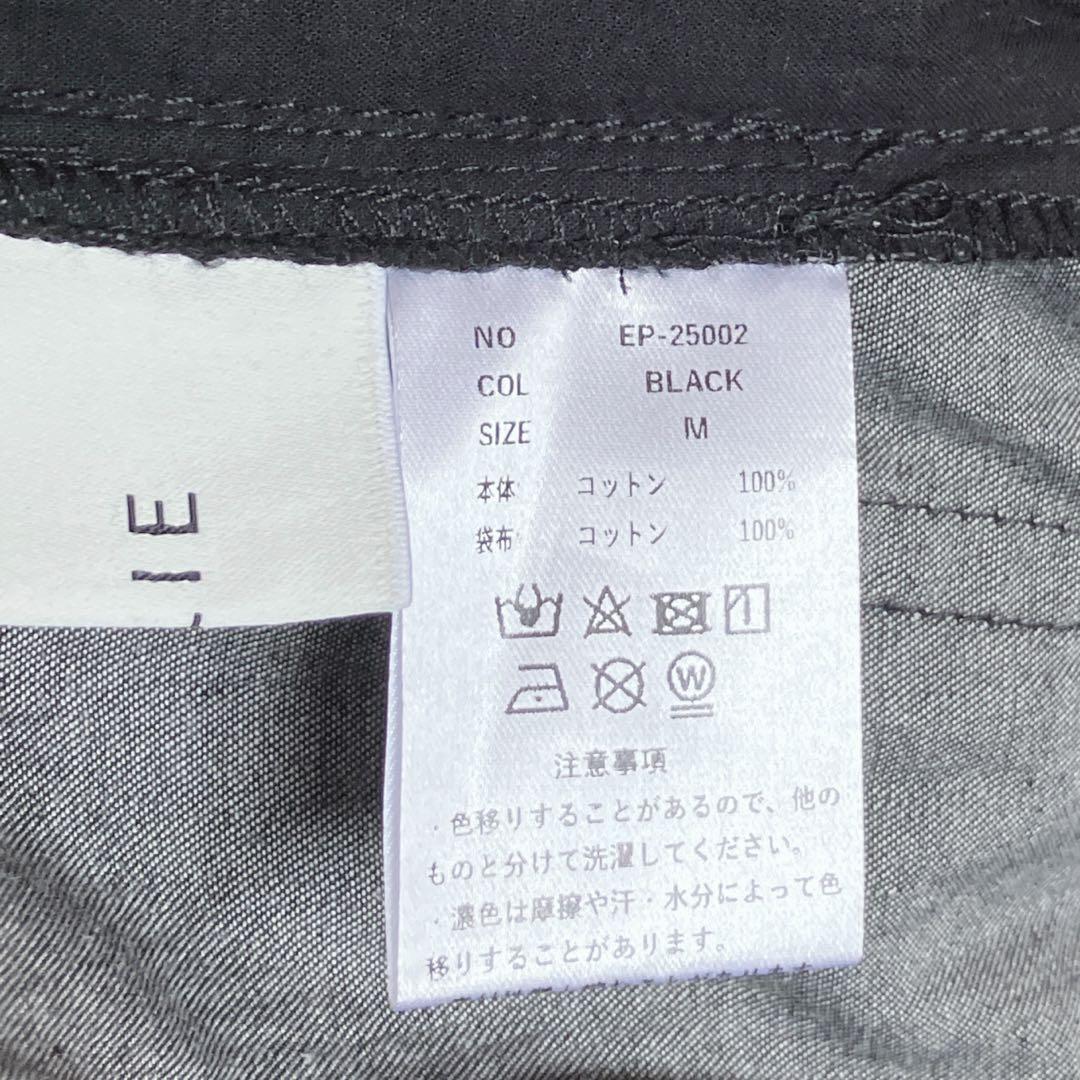 NO EP-25002
COL BLACK
SIZE M
本体 コットン 100%
袋布 コットン 100%
W
注意事項
・色移りすることがあるので、他の
ものと分けて洗濯してください。
・濃色は摩擦や汗・水分によって色
移りすることがあります。
IE